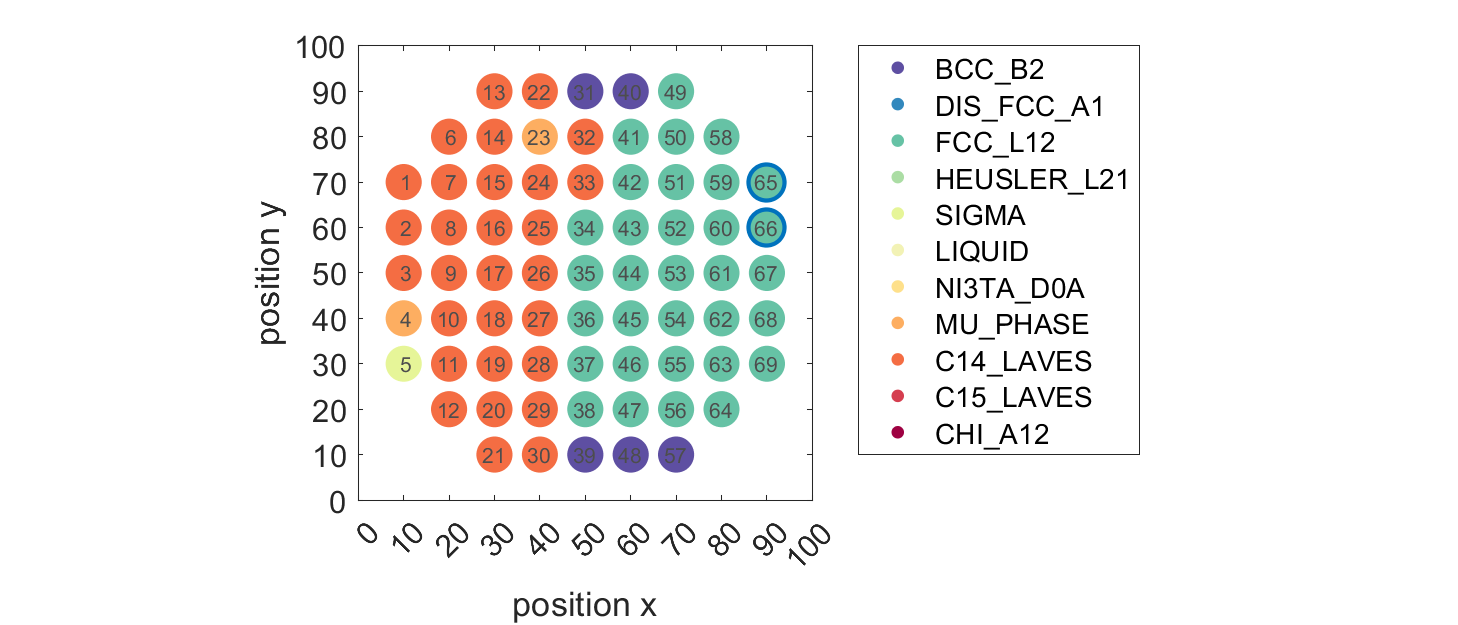 100
90
80
70
60
50
40
30
20
10
0
position y
13 22 31 40 49
6 14 23 32 41 50 58
1 7 15 24 33 42 51 59 65
2 8 16 25 34 43 52 60 66
3 9 17 26 35 44 53 61 67
4 10 18 27 36 45 54 62 68
5 11 19 28 37 46 55 63 69
12 20 29 38 47 56 64
21 30 39 48 57
0 10 20 30 40 50 60 70 80 90 100
position x
BCC_B2
DIS_FCC_A1
FCC_L12
HEUSLER_L21
SIGMA
LIQUID
NI3TA_D0A
MU_PHASE
C14_LAVES
C15_LAVES
CHI_A12